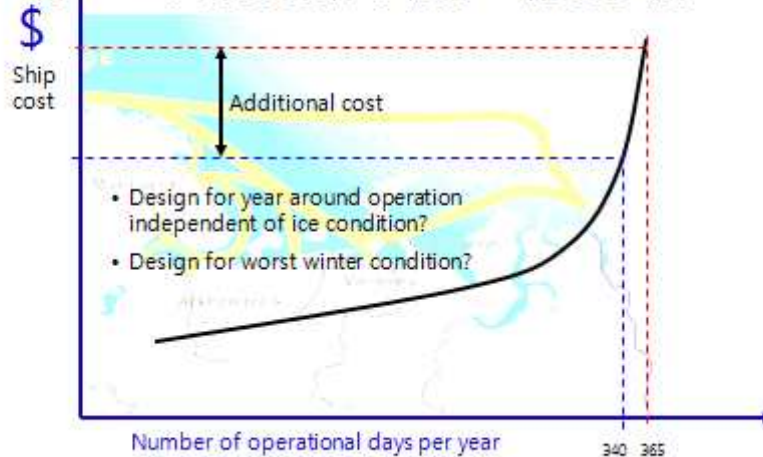 $
Ship
cost
Additional cost
• Design for year around operation
independent of ice condition?
• Design for worst winter condition?
Number of operational days per year
340 365